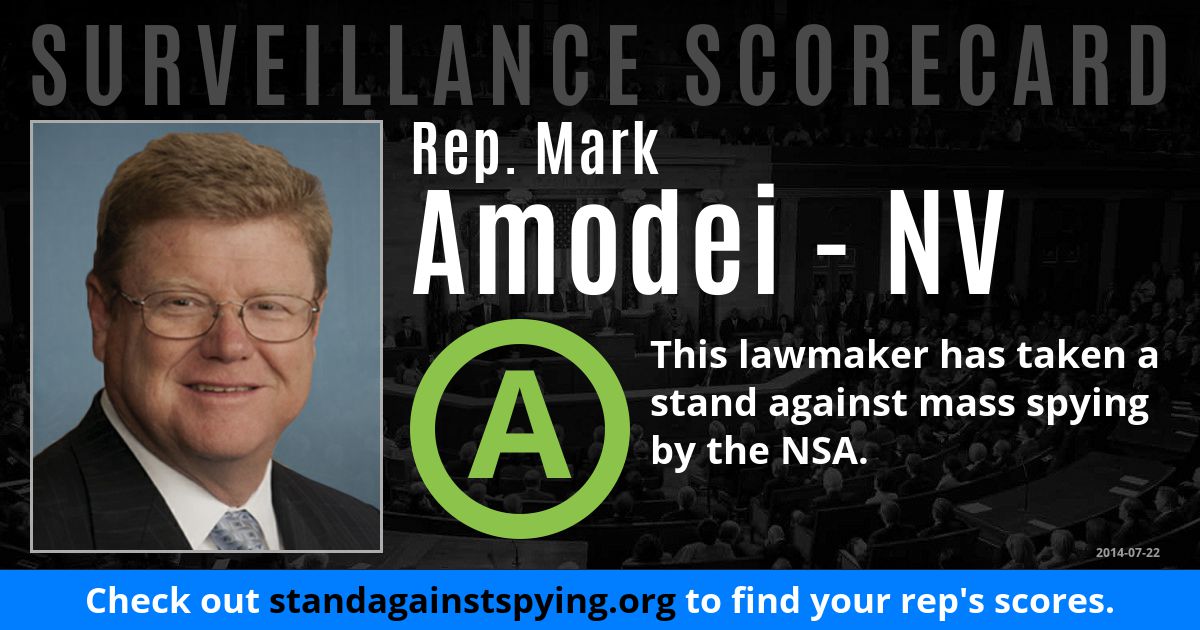 SURVEILLANCE SCORECARD
Rep. Mark
Amodei - NV
A
This lawmaker has taken a
stand against mass spying
by the NSA.
2014-07-22
Check out standagainstspying.org to find your rep's scores.